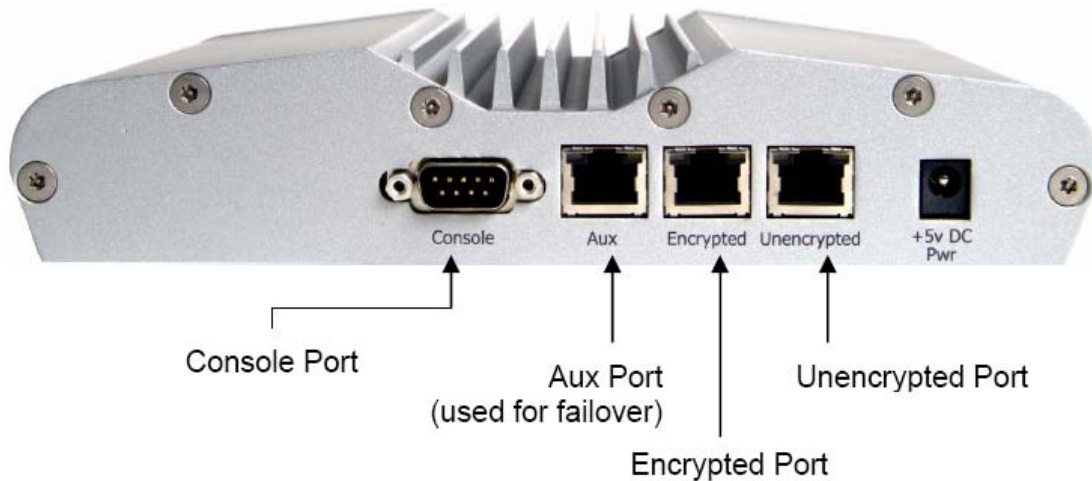 Console
Aux
Encrypted
Unencrypted
+5v DC
Pwr
Console Port
Aux Port
(used for failover)
Unencrypted Port
Encrypted Port